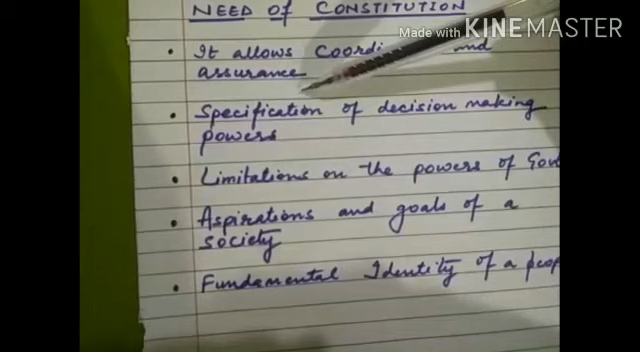 Made with KINEMASTER
NEED OF CONSTITUTION
• It allows Coordi nd
assurance
• Specification of decision making
powers
• Limitations on the powers of Gov
• Aspirations and goals of a
society
• Fundamental Identity of a peop